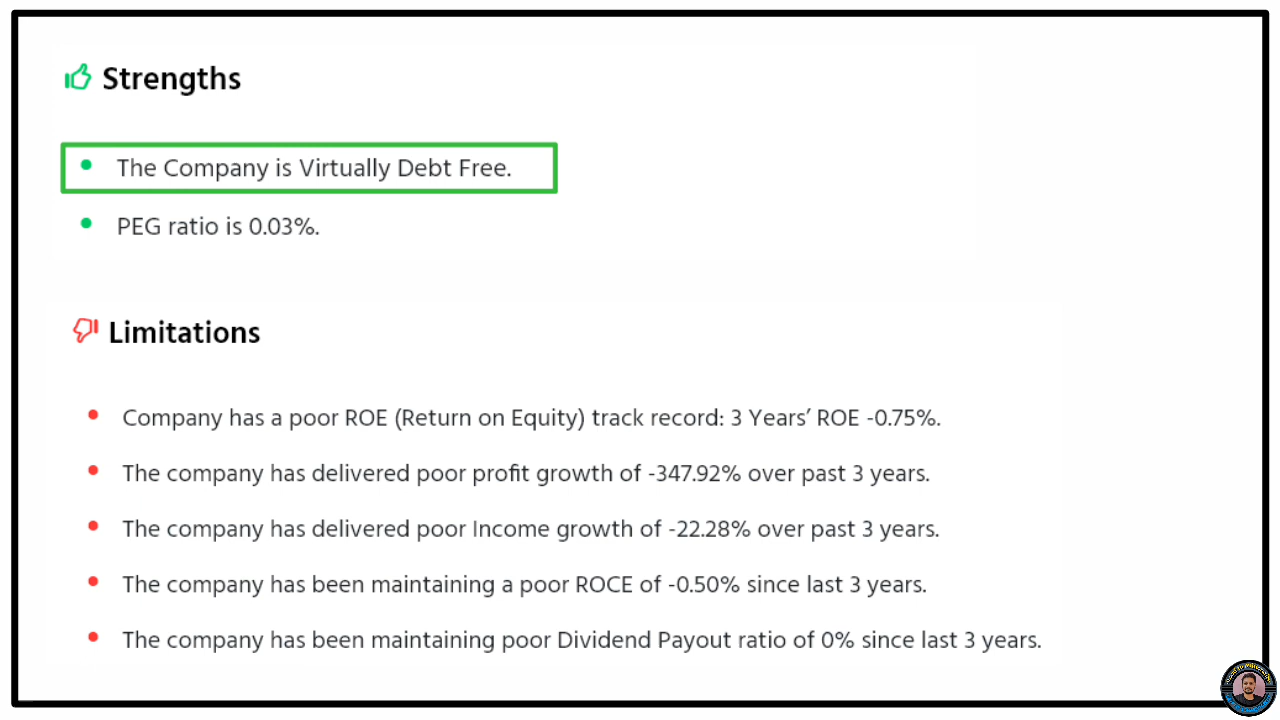 Strengths
The Company is Virtually Debt Free.
PEG ratio is 0.03%.
Limitations
Company has a poor ROE (Return on Equity) track record: 3 Years’ ROE -0.75%.
The company has delivered poor profit growth of -347.92% over past 3 years.
The company has delivered poor Income growth of -22.28% over past 3 years.
The company has been maintaining a poor ROCE of -0.50% since last 3 years.
The company has been maintaining poor Dividend Payout ratio of 0% since last 3 years.